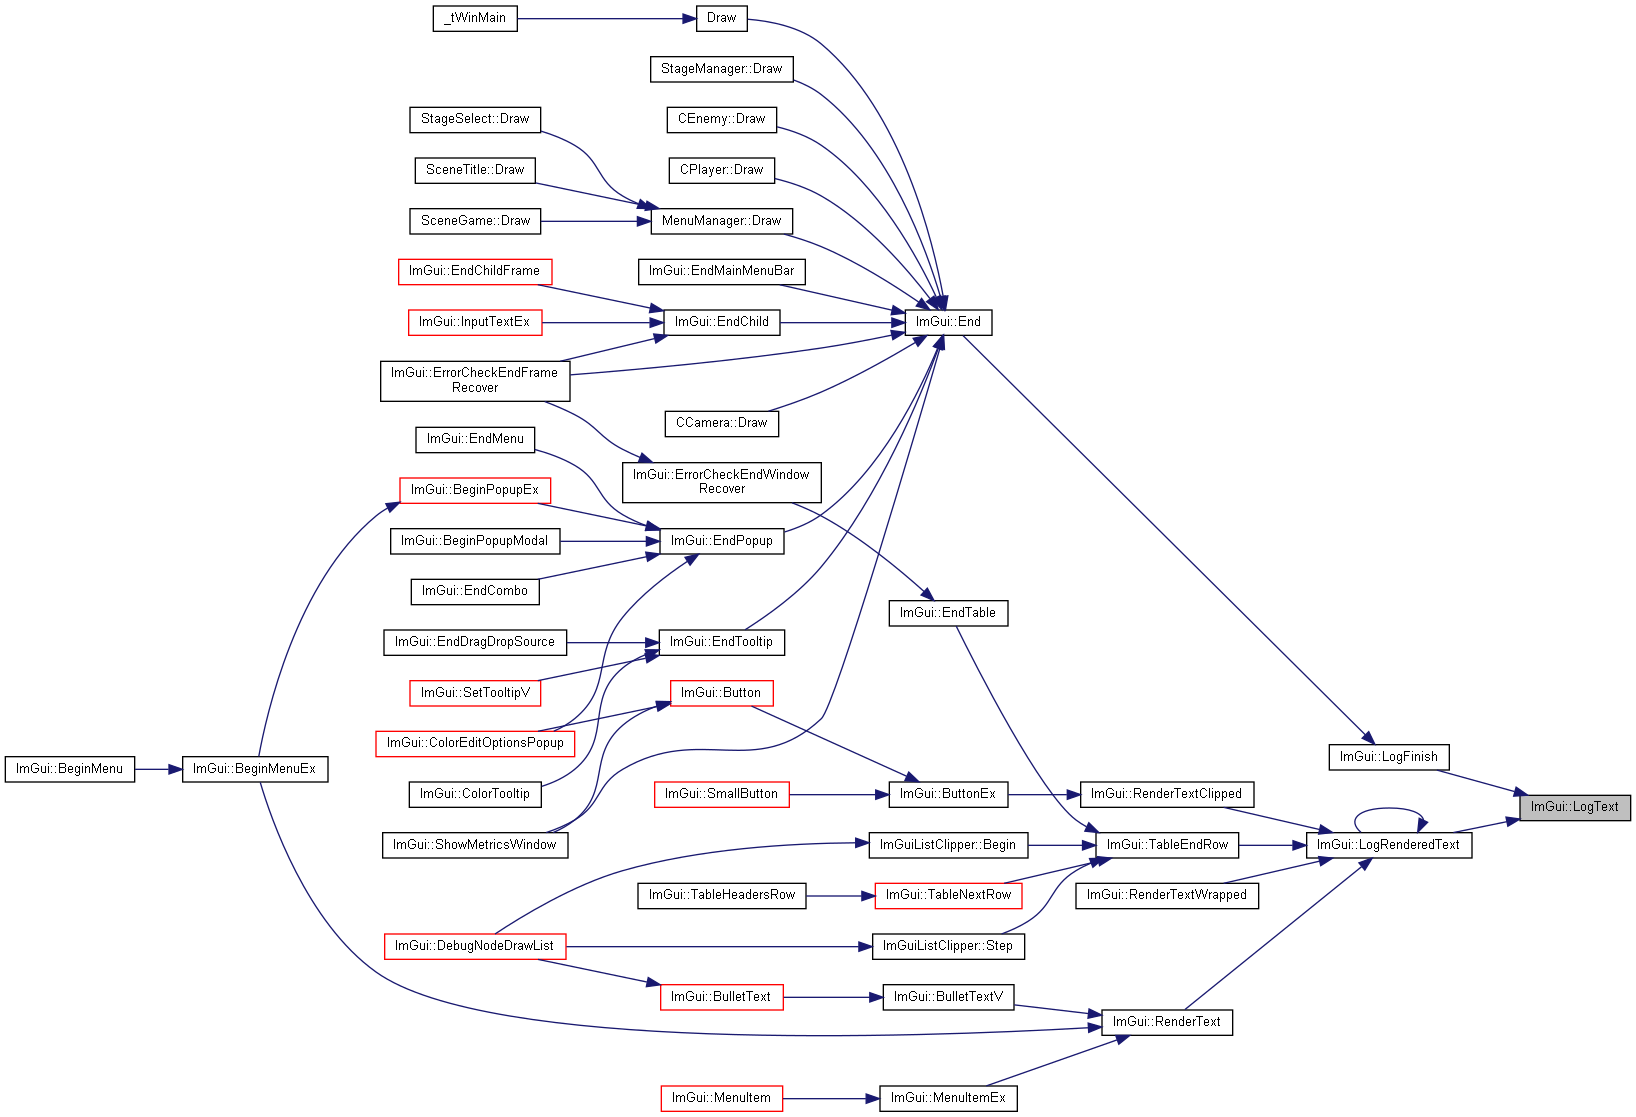 _tWinMain
Draw
StageManager::Draw
StageSelect::Draw
CEnemy::Draw
SceneTitle::Draw
CPlayer::Draw
SceneGame::Draw
MenuManager::Draw
ImGui::EndChildFrame
ImGui::EndMainMenuBar
ImGui::InputTextEx
ImGui::EndChild
ImGui::End
ImGui::ErrorCheckEndFrame
Recover
CCamera::Draw
ImGui::EndMenu
ImGui::ErrorCheckEndWindow
Recover
ImGui::BeginPopupEx
ImGui::BeginPopupModal
ImGui::EndPopup
ImGui::EndCombo
ImGui::EndTable
ImGui::EndDragDropSource
ImGui::EndTooltip
ImGui::SetTooltipV
ImGui::Button
ImGui::ColorEditOptionsPopup
ImGui::LogFinish
ImGui::BeginMenu
ImGui::BeginMenuEx
ImGui::ColorTooltip
ImGui::SmallButton
ImGui::ButtonEx
ImGui::RenderTextClipped
ImGui::LogText
ImGui::ShowMetricsWindow
ImGuiListClipper::Begin
ImGui::TableEndRow
ImGui::LogRenderedText
ImGui::TableHeadersRow
ImGui::TableNextRow
ImGui::RenderTextWrapped
ImGui::DebugNodeDrawList
ImGuiListClipper::Step
ImGui::BulletText
ImGui::BulletTextV
ImGui::RenderText
ImGui::MenuItem
ImGui::MenuItemEx